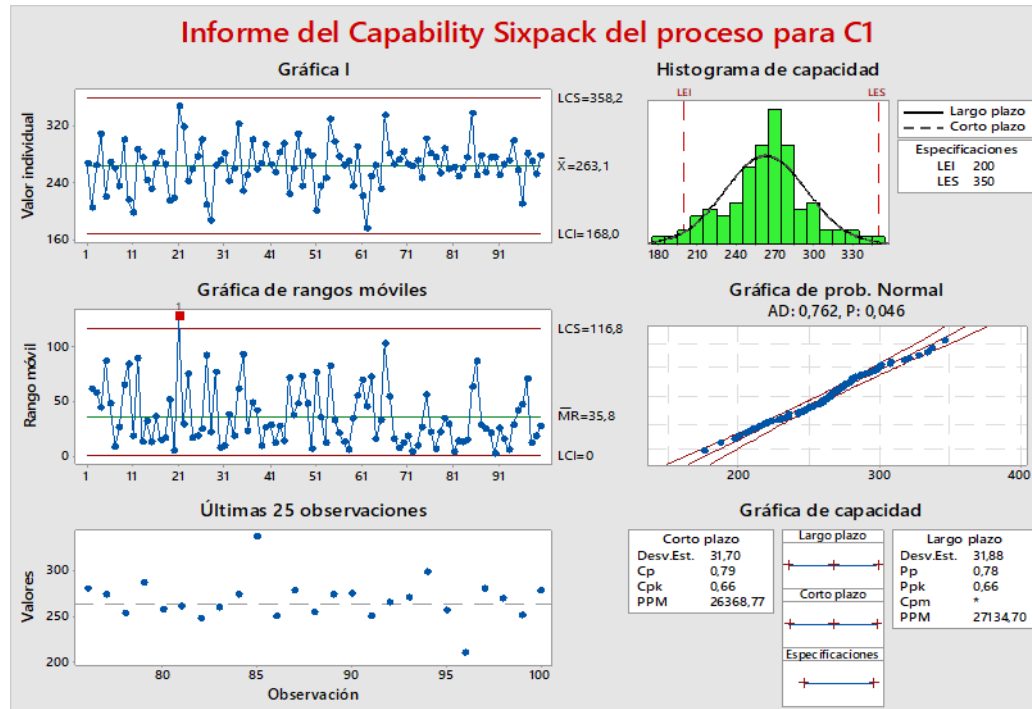 Informe del Capability Sixpack del proceso para C1
Gráfica I
Valor individual
320
240
160
1 11 21 31 41 51 61 71 81 91
LCS=358,2
X̄=263,1
LCI=168,0
Histograma de capacidad
LEI LES
180 210 240 270 300 330
Largo plazo
Corto plazo
Especificaciones
LEI 200
LES 350
Gráfica de rangos móviles
Rango móvil
100
50
0
1
1 11 21 31 41 51 61 71 81 91
LCS=116,8
M̅R̅=35,8
LCI=0
Gráfica de prob. Normal
AD: 0,762, P: 0,046
200 300 400
Últimas 25 observaciones
Valores
300
250
200
80 85 90 95 100
Observación
Gráfica de capacidad
Corto plazo
Desv.Est. 31,70
Cp 0,79
Cpk 0,66
PPM 26368,77
Largo plazo
Corto plazo
Especificaciones
Largo plazo
Desv.Est. 31,88
Pp 0,78
Ppk 0,66
Cpm *
PPM 27134,70